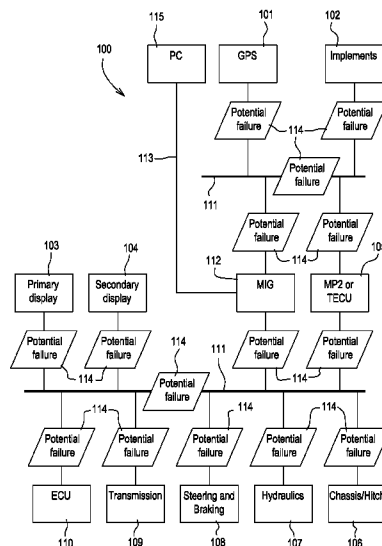 115
101
102
100
PC
GPS
Implements
Potential
failure
114
Potential
failure
Potential
failure
113
111
Potential
failure
Potential
failure
103
104
112
114
Primary
display
Secondary
display
MIG
MP2 or
TECU
Potential
failure
Potential
failure
114
Potential
failure
Potential
failure
114
114
Potential
failure
111
114
114
114
Potential
failure
Potential
failure
Potential
failure
Potential
failure
Potential
failure
ECU
Transmission
Steering and
Braking
Hydraulics
Chassis/Hitch
110
109
108
107
106